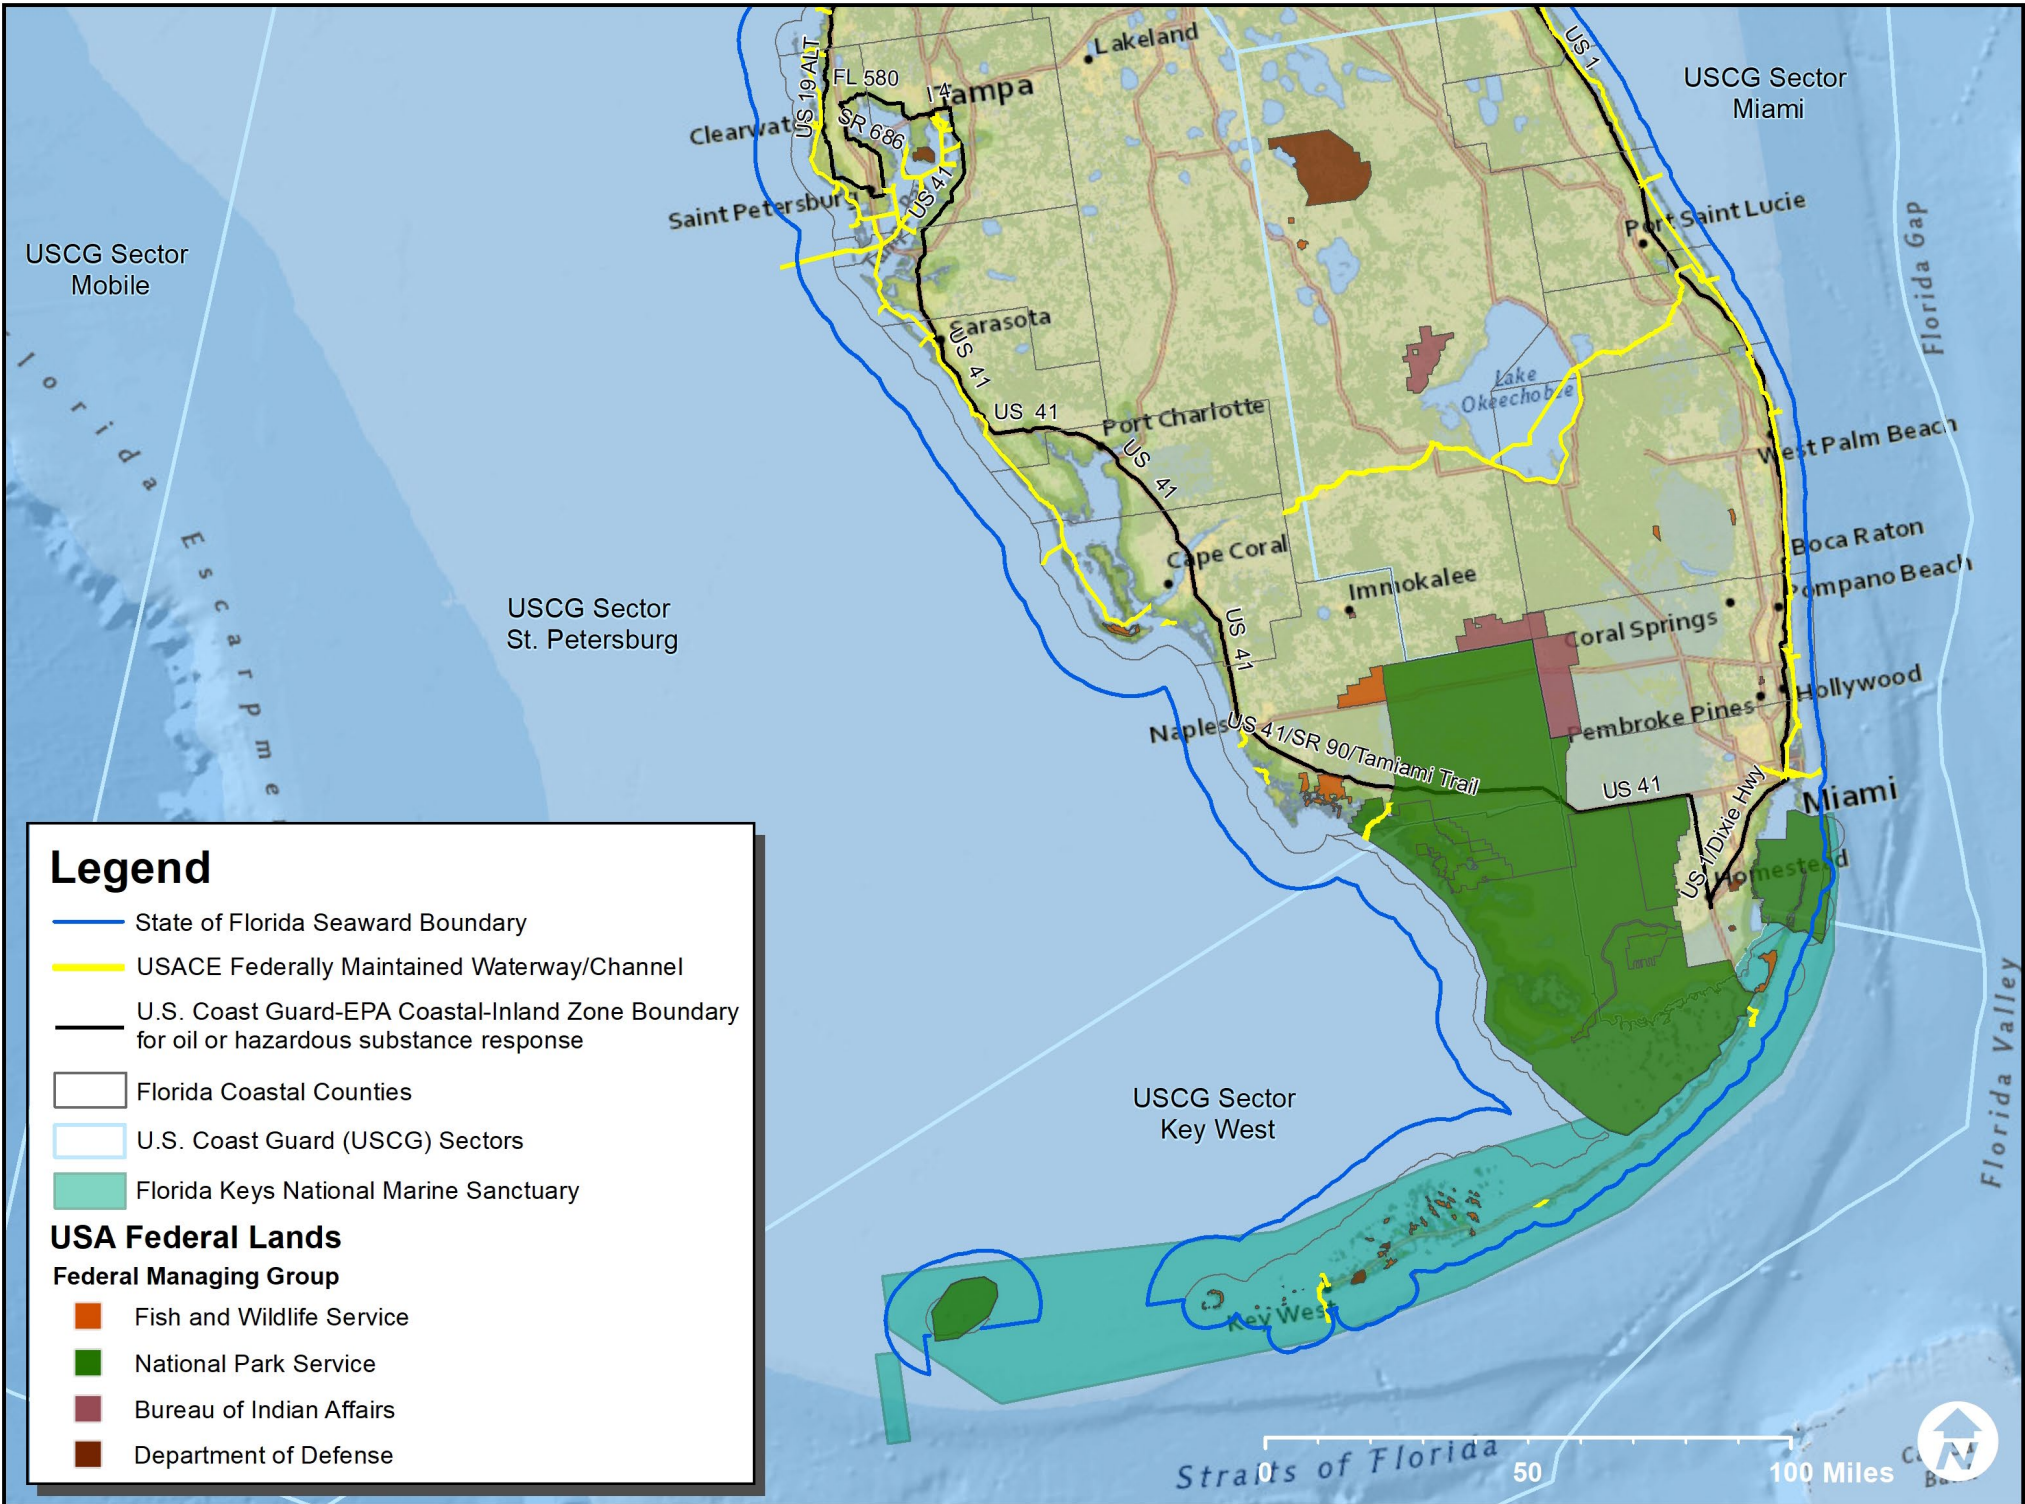 Lakeland
US 1
USCG Sector
Miami
US 19 ALT
FL 580
I 4
Tampa
Clearwate
SR 686
US 41
Saint Petersburg
Port Saint Lucie
Florida Gap
USCG Sector
Mobile
Sarasota
US 41
US 41
Port Charlotte
US 41
Lake
Okeechobee
West Palm Beach
Florida Escarpmen
Boca Raton
Cape Coral
Pompano Beach
Immokalee
USCG Sector
St. Petersburg
US 41
Coral Springs
Hollywood
Naples
US 41/SR 90/Tamiami Trail
Pembroke Pines
US 41
Miami
US 1/Dixie Hwy
Homestead
Florida Valley
USCG Sector
Key West
Key West
Straits of Florida
Legend
State of Florida Seaward Boundary
USACE Federally Maintained Waterway/Channel
U.S. Coast Guard-EPA Coastal-Inland Zone Boundary
for oil or hazardous substance response
Florida Coastal Counties
U.S. Coast Guard (USCG) Sectors
Florida Keys National Marine Sanctuary
USA Federal Lands
Federal Managing Group
Fish and Wildlife Service
National Park Service
Bureau of Indian Affairs
Department of Defense
0 50 100 Miles
N